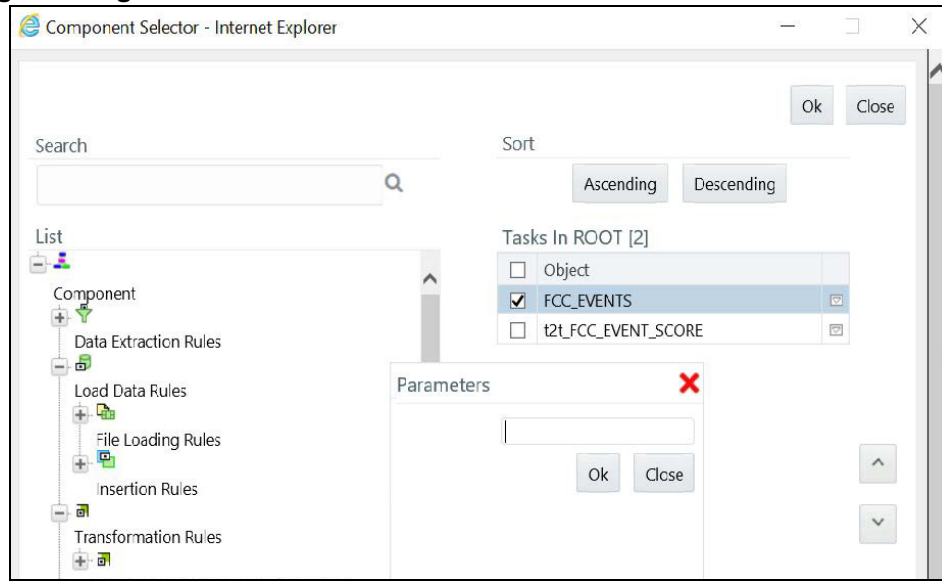 Component Selector - Internet Explorer
Ok Close
Search
Sort
Ascending Descending
List
Tasks In ROOT [2]
Object
Component
FCC_EVENTS
Data Extraction Rules
t2t_FCC_EVENT_SCORE
Load Data Rules
Parameters
File Loading Rules
Ok Close
Insertion Rules
Transformation Rules